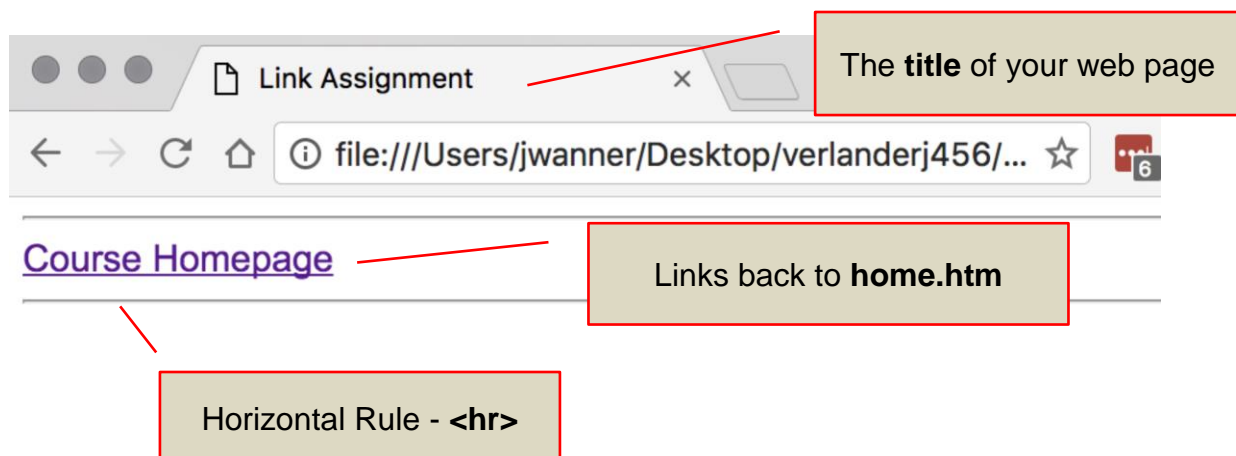 Link Assignment
The title of your web page
file:///Users/jwanner/Desktop/verlanderj456/...
6
Course Homepage
Links back to home.htm
Horizontal Rule - <hr>